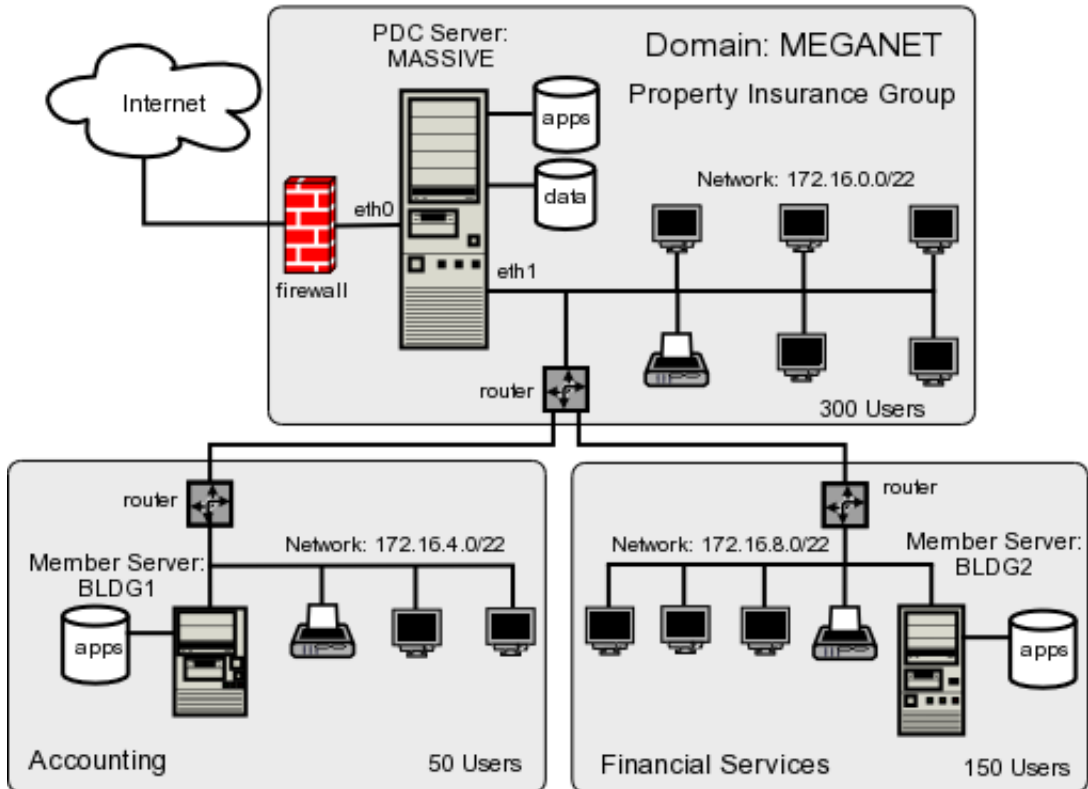 PDC Server:
MASSIVE
Domain: MEGANET
Property Insurance Group
Internet
apps
data
Network: 172.16.0.0/22
eth0
eth1
firewall
router
300 Users
router
Network: 172.16.4.0/22
Member Server:
BLDG1
apps
Accounting
50 Users
router
Network: 172.16.8.0/22
Member Server:
BLDG2
apps
Financial Services
150 Users